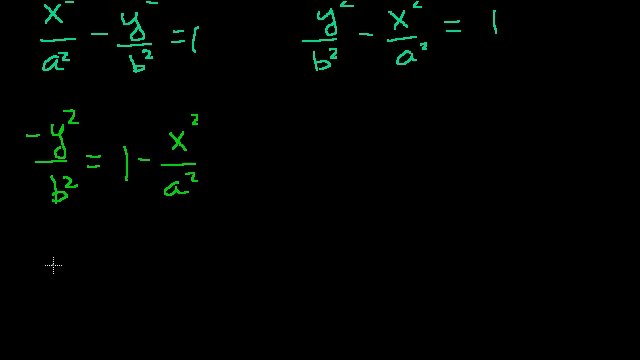 x²/a² - y²/b² = 1
y²/b² - x²/a² = 1
-y²/b² = 1 - x²/a²